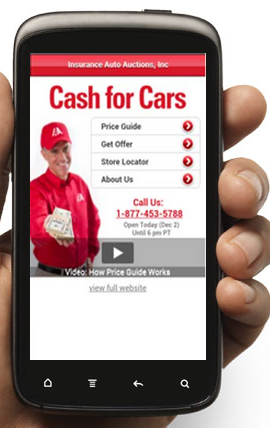 Insurance Auto Auctions, Inc
Cash for Cars
Price Guide
Get Offer
Store Locator
About Us
Call Us:
1-877-453-5788
Open Today (Dec 2)
Until 6 pm PT
Video: How Price Guide Works
view full website